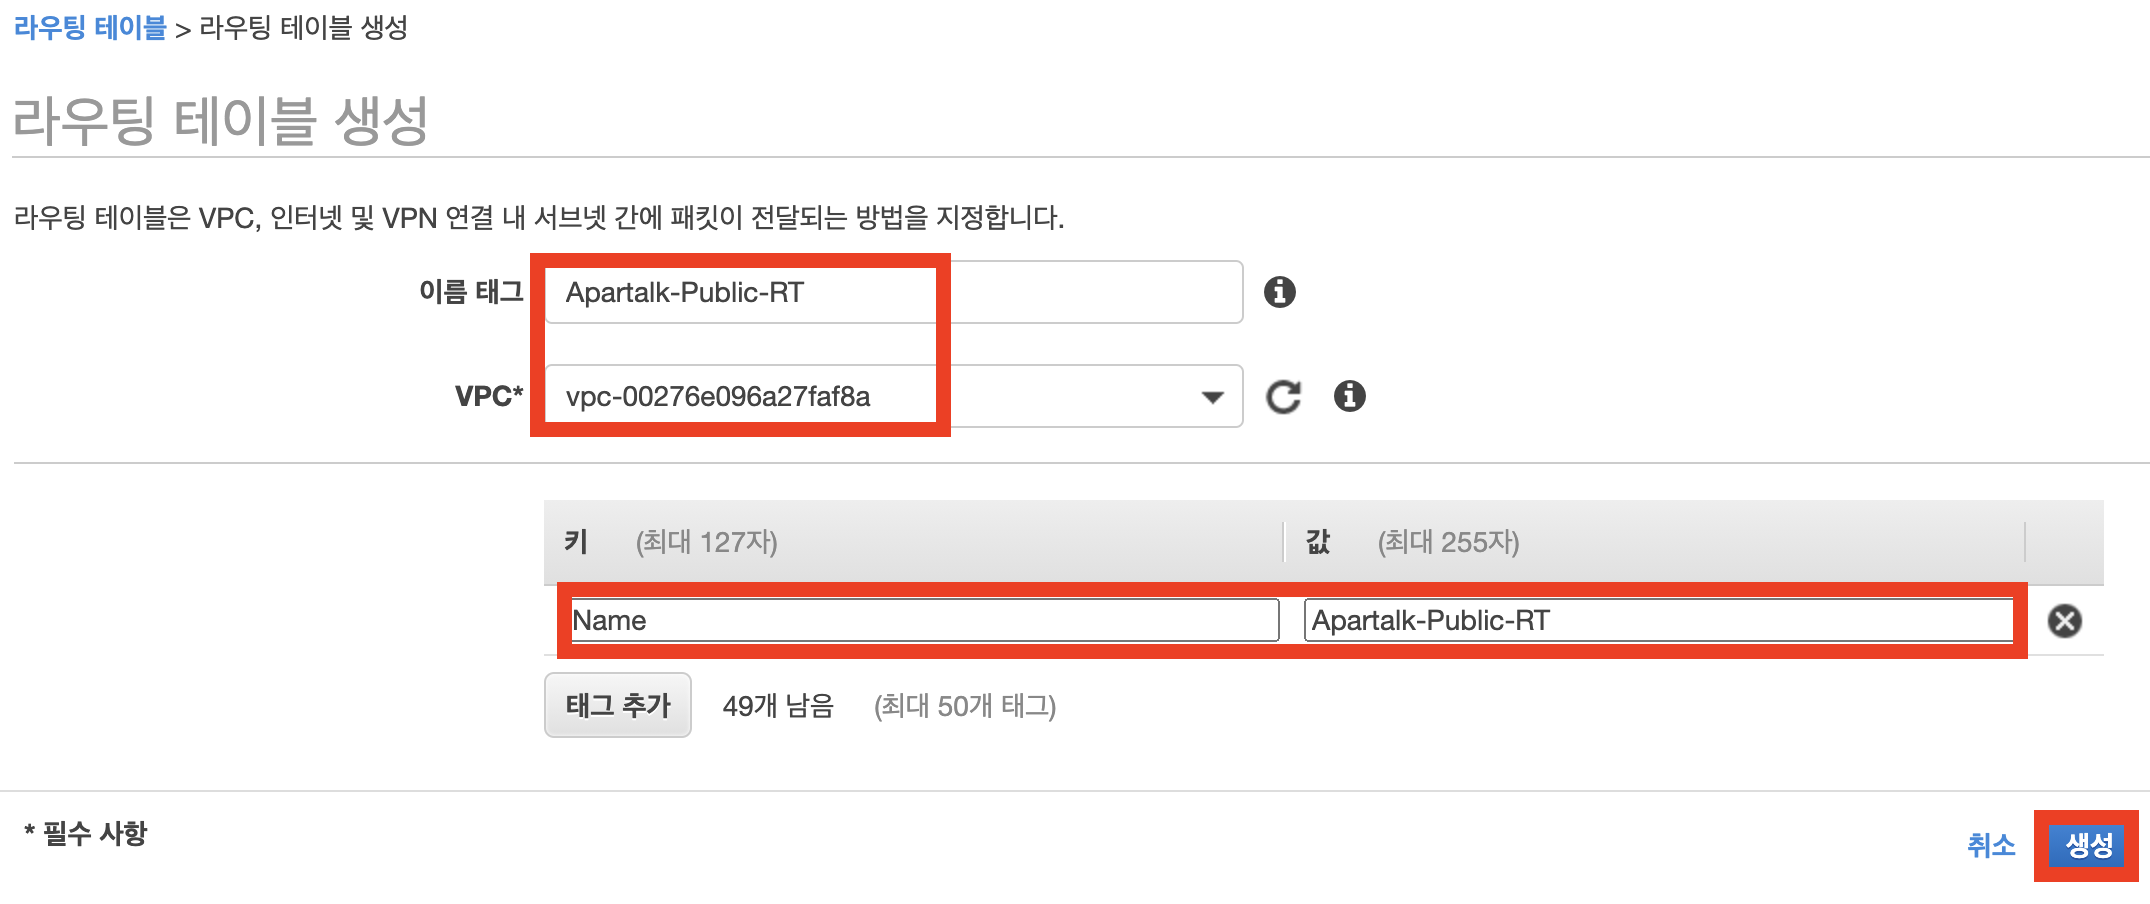 라우팅 테이블 > 라우팅 테이블 생성
라우팅 테이블 생성
라우팅 테이블은 VPC, 인터넷 및 VPN 연결 내 서브넷 간에 패킷이 전달되는 방법을 지정합니다.
이름 태그 Apartalk-Public-RT
VPC* vpc-00276e096a27faf8a
키 (최대 127자) 값 (최대 255자)
Name Apartalk-Public-RT
태그 추가 49개 남음 (최대 50개 태그)
* 필수 사항
취소 생성